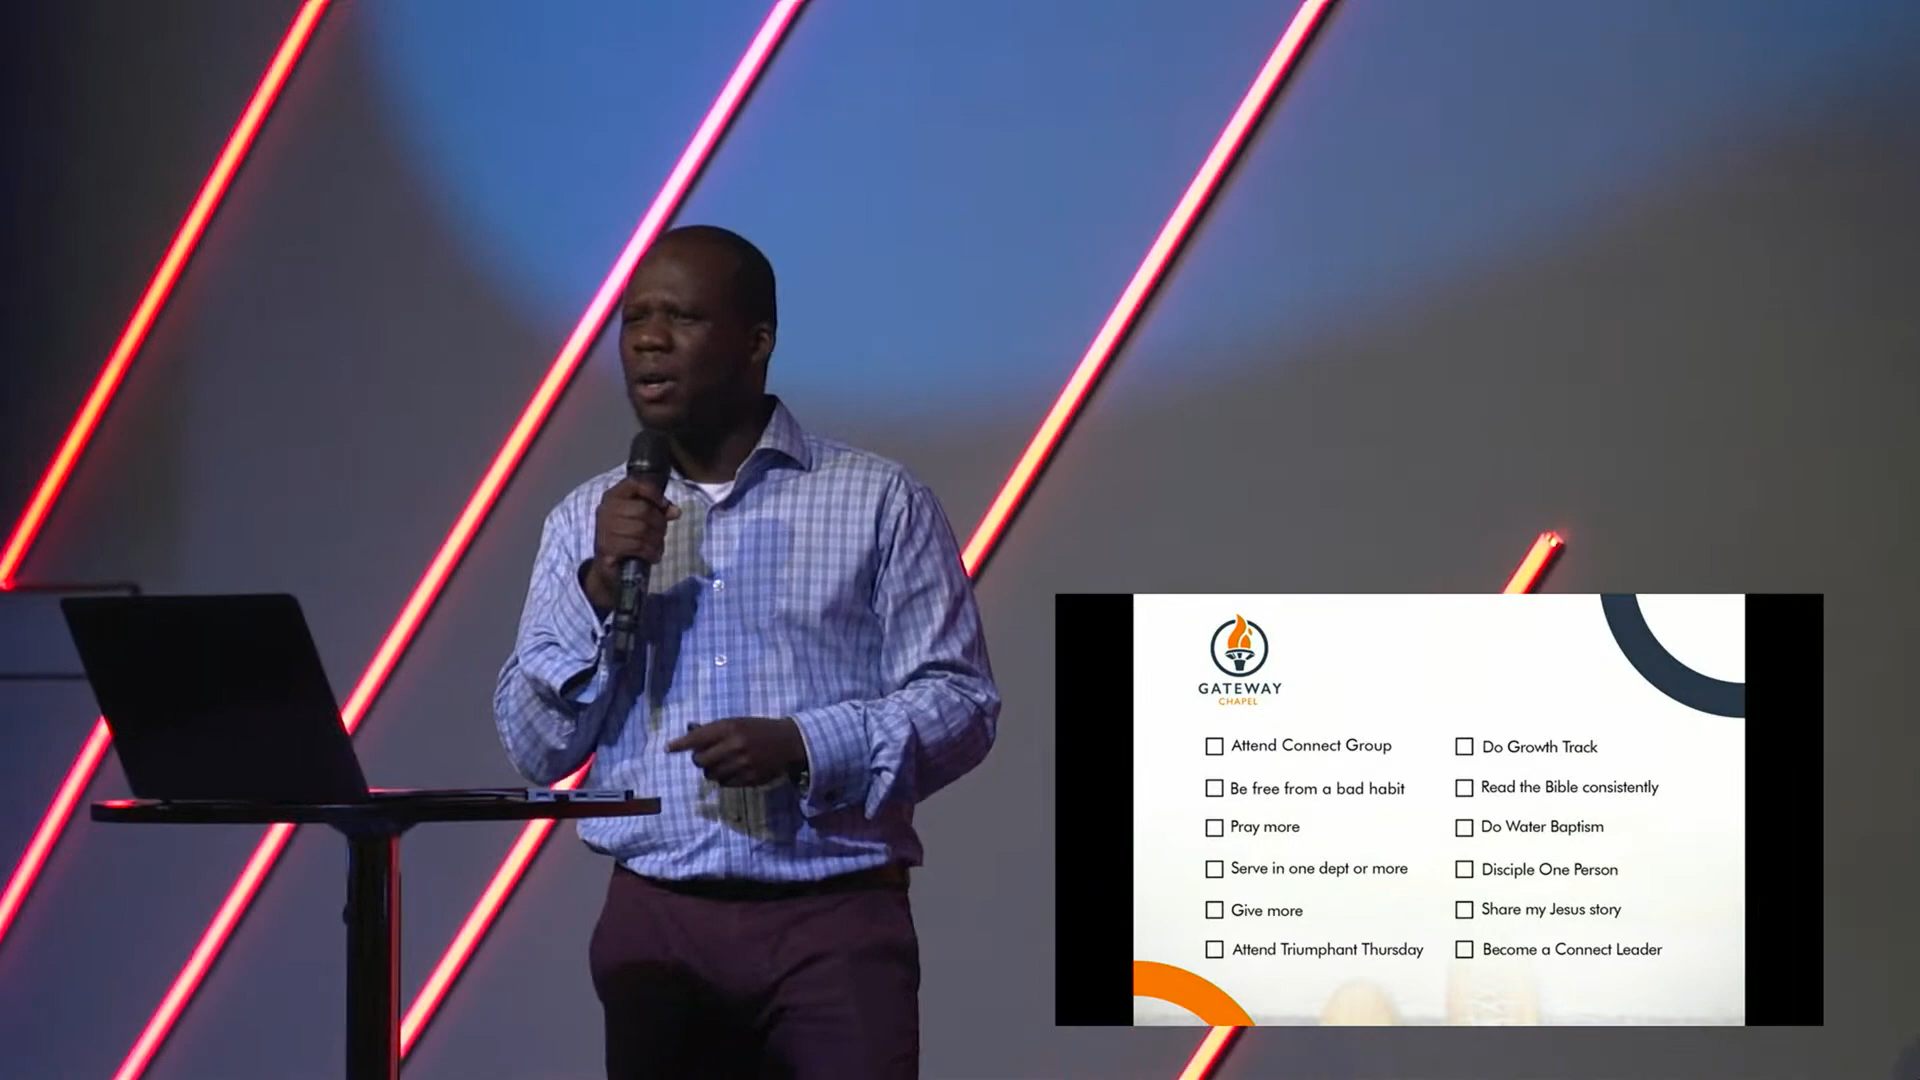 GATEWAY
CHAPEL
Attend Connect Group
Be free from a bad habit
Pray more
Serve in one dept or more
Give more
Attend Triumphant Thursday
Do Growth Track
Read the Bible consistently
Do Water Baptism
Disciple One Person
Share my Jesus story
Become a Connect Leader